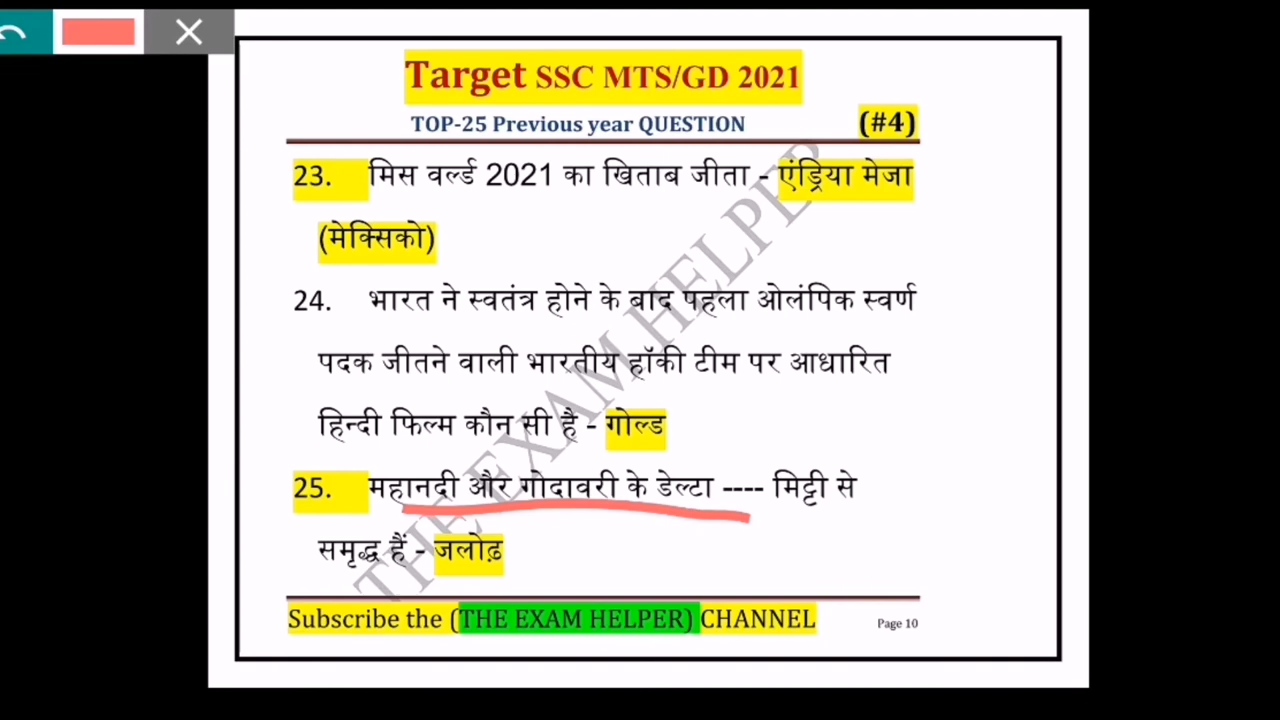 Target SSC MTS/GD 2021
TOP-25 Previous year QUESTION (#4)
23. मिस वर्ल्ड 2021 का खिताब जीता - एंड्रिया मेजा
(मेक्सिको)
24. भारत ने स्वतंत्र होने के बाद पहला ओलंपिक स्वर्ण
पदक जीतने वाली भारतीय हॉकी टीम पर आधारित
हिन्दी फिल्म कौन सी है - गोल्ड
25. महानदी और गोदावरी के डेल्टा ---- मिट्टी से
समृद्ध हैं - जलोढ़
THE EXAM HELPER
Subscribe the (THE EXAM HELPER) CHANNEL Page 10